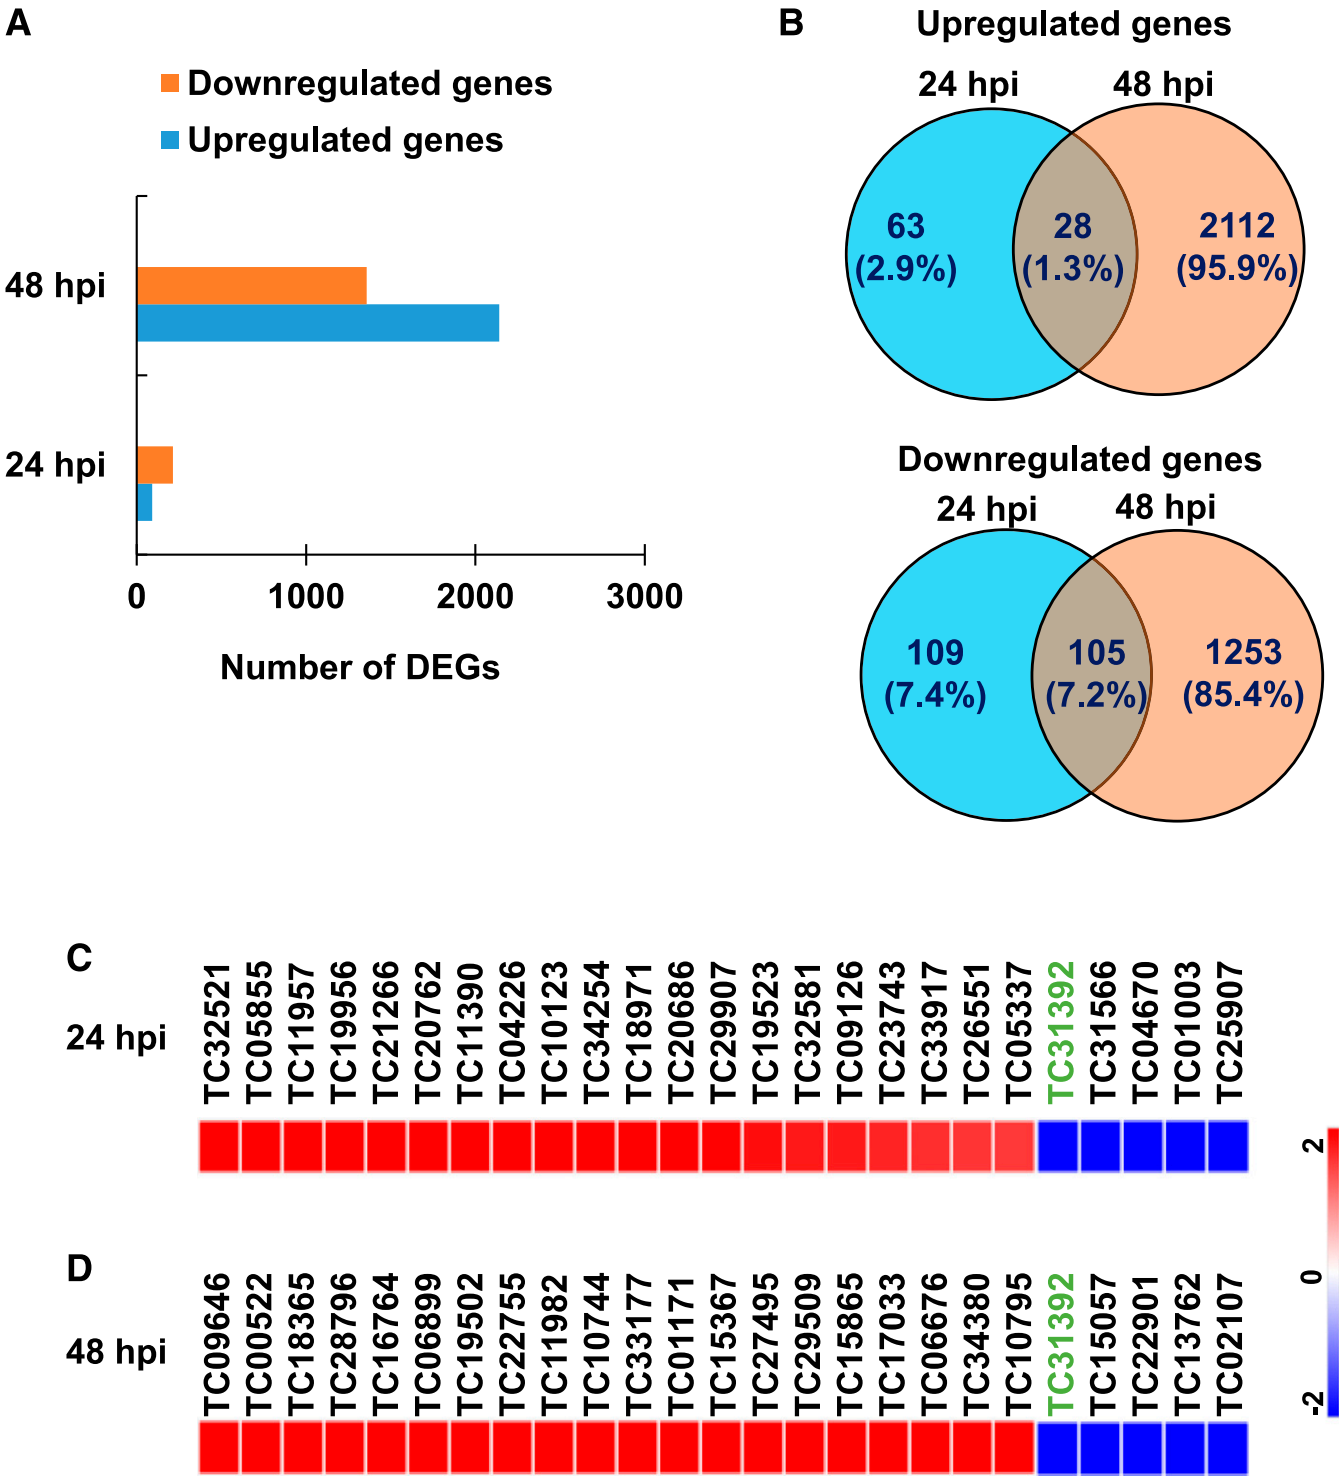 A
Downregulated genes
Upregulated genes
48 hpi
24 hpi
0 1000 2000 3000
Number of DEGs
B
Upregulated genes
24 hpi 48 hpi
63 28 2112
(2.9%) (1.3%) (95.9%)
Downregulated genes
24 hpi 48 hpi
109 105 1253
(7.4%) (7.2%) (85.4%)
C
24 hpi
TC32521
TC05855
TC11957
TC19956
TC21266
TC20762
TC11390
TC04226
TC10123
TC34254
TC18971
TC20686
TC29907
TC19523
TC32581
TC09126
TC23743
TC33917
TC26551
TC05337
TC31392
TC31566
TC04670
TC01003
TC25907
D
48 hpi
TC09646
TC00522
TC18365
TC28796
TC16764
TC06899
TC19502
TC22755
TC11982
TC10744
TC33177
TC01171
TC15367
TC27495
TC29509
TC15865
TC17033
TC06676
TC34380
TC10795
TC31392
TC15057
TC22901
TC13762
TC02107
2
0
-2